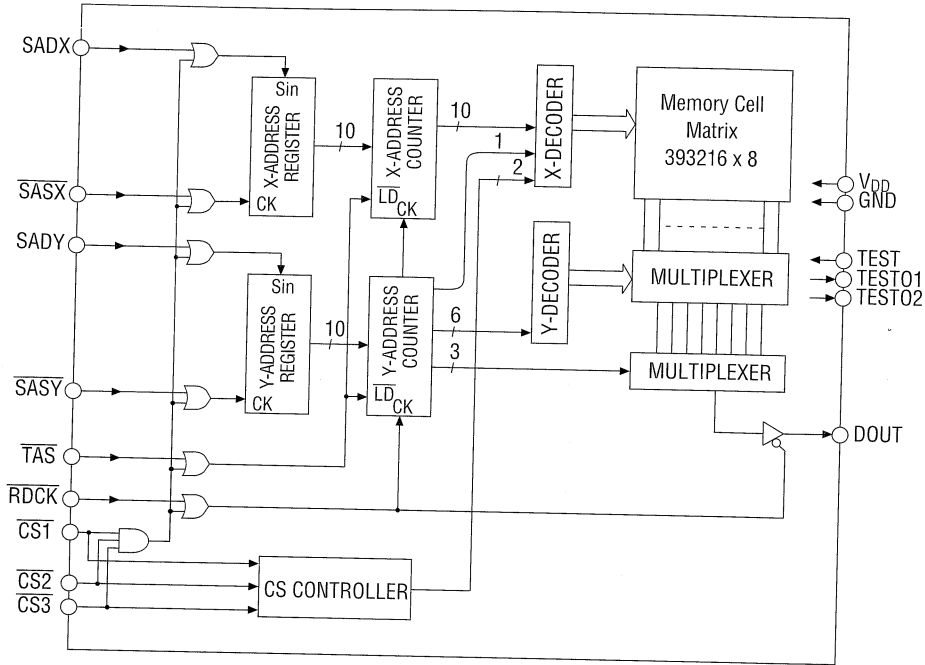 SADX
Sin
X-ADDRESS
REGISTER
CK
10
X-ADDRESS
COUNTER
LD
CK
10
1
2
X-DECODER
Memory Cell
Matrix
393216 x 8
SASX
SADY
Sin
Y-ADDRESS
REGISTER
CK
10
Y-ADDRESS
COUNTER
LD
CK
6
3
Y-DECODER
MULTIPLEXER
MULTIPLEXER
VDD
GND
TEST
TESTO1
TESTO2
SASY
TAS
RDCK
CS1
CS2
CS3
CS CONTROLLER
DOUT